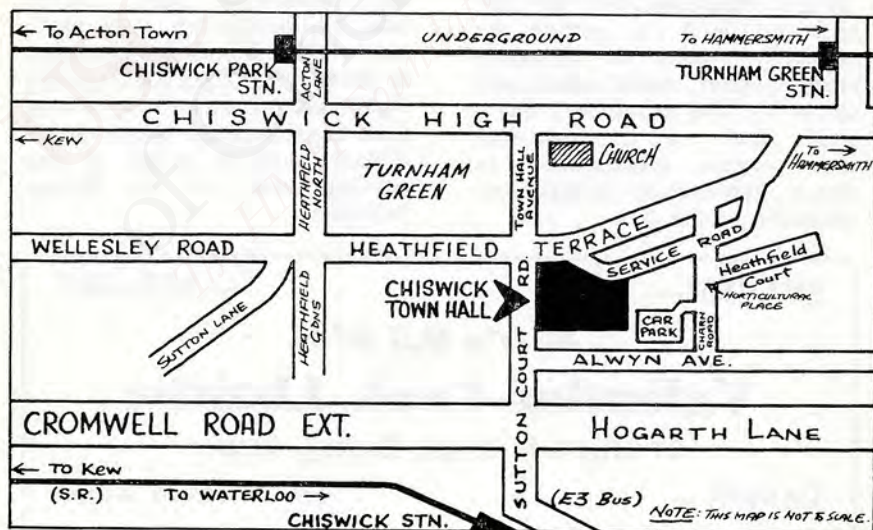 ← To Acton Town
UNDERGROUND
To HAMMERSMITH →
CHISWICK PARK
STN.
ACTON
LANE
TURNHAM GREEN
STN.
CHISWICK HIGH ROAD
← KEW
HEATHFIELD
NORTH
TURNHAM
GREEN
TOWN HALL
AVENUE
CHURCH
To →
HAMMERSMITH
WELLESLEY ROAD
HEATHFIELD TERRACE
SERVICE ROAD
Heathfield
Court
HORTICULTURAL
PLACE
SUTTON LANE
HEATHFIELD
GDNS
CHISWICK
TOWN HALL
SUTTON COURT RD.
CAR
PARK
CHARN
ROAD
ALWYN AVE.
CROMWELL ROAD EXT.
HOGARTH LANE
← To Kew
(S.R.) To WATERLOO →
CHISWICK STN.
(E3 Bus)
NOTE: THIS MAP IS NOT TO SCALE.